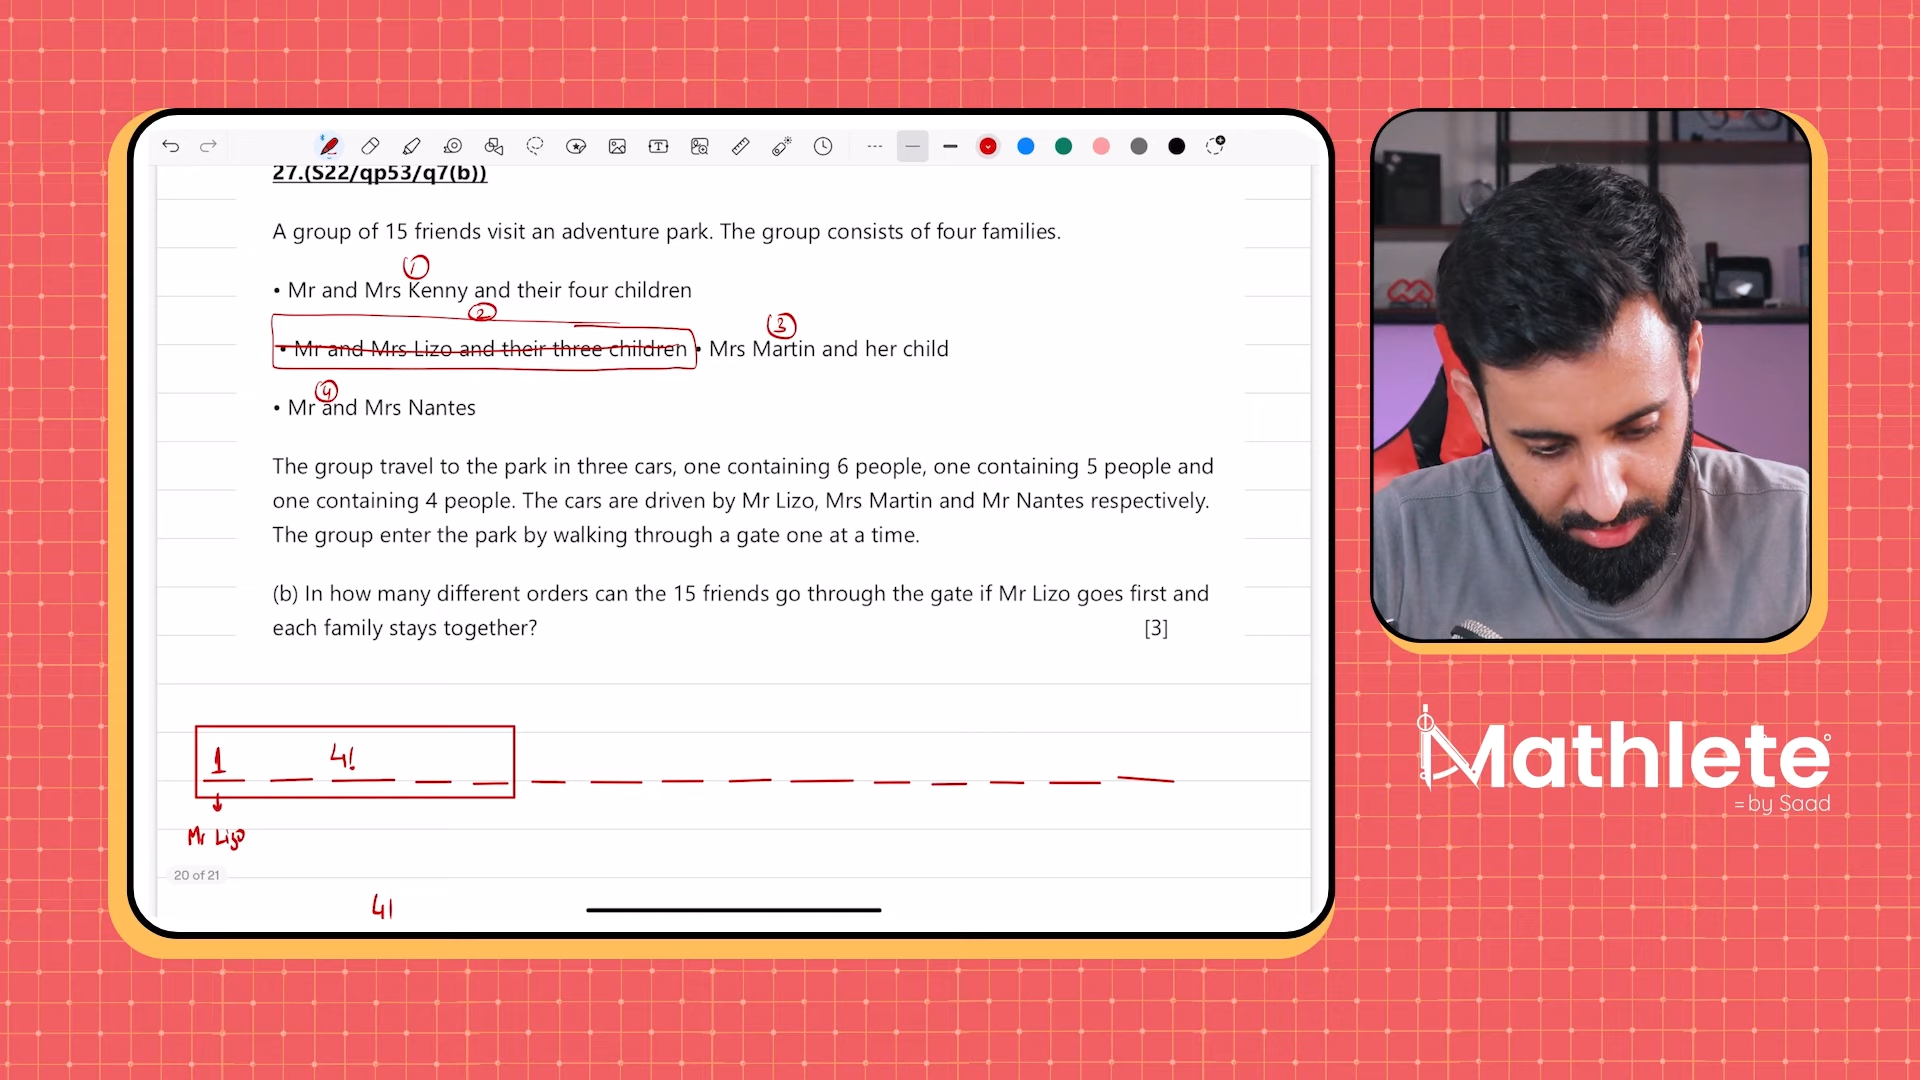 27.(S22/qp53/q7(b))
A group of 15 friends visit an adventure park. The group consists of four families.
1
• Mr and Mrs Kenny and their four children
2
3
• Mr and Mrs Lizo and their three children • Mrs Martin and her child
4
• Mr and Mrs Nantes
The group travel to the park in three cars, one containing 6 people, one containing 5 people and
one containing 4 people. The cars are driven by Mr Lizo, Mrs Martin and Mr Nantes respectively.
The group enter the park by walking through a gate one at a time.
(b) In how many different orders can the 15 friends go through the gate if Mr Lizo goes first and
each family stays together? [3]
1 4!
Mr Lizo
20 of 21
4!
Mathlete
= by Saad